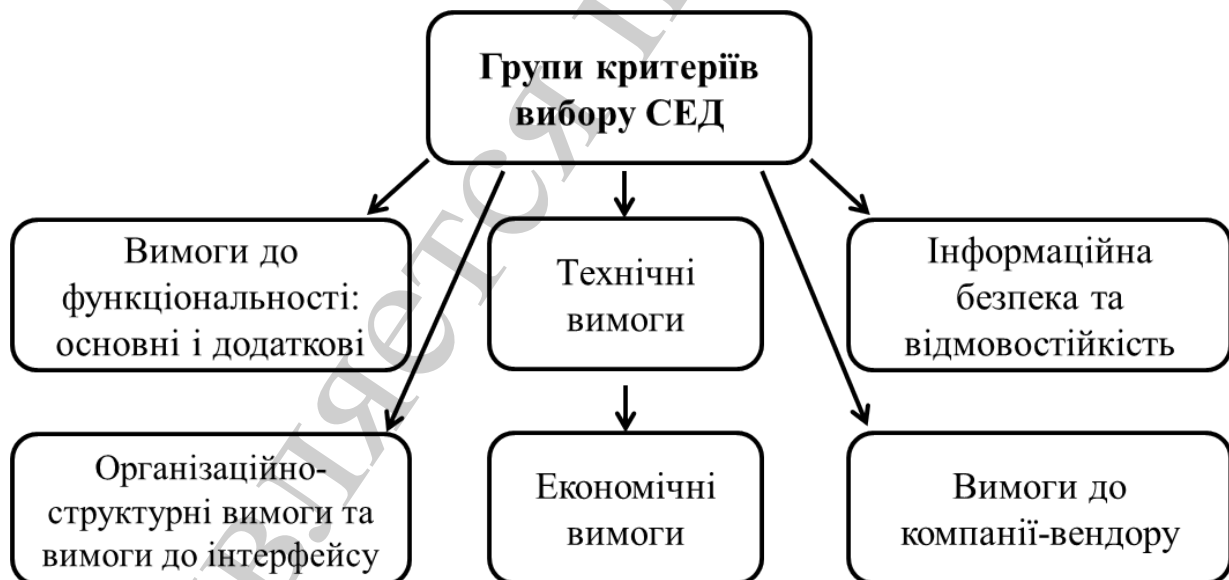 Групи критеріїв
вибору СЕД
Вимоги до
функціональності:
основні і додаткові
Технічні
вимоги
Інформаційна
безпека та
відмовостійкість
Організаційно-
структурні вимоги та
вимоги до інтерфейсу
Економічні
вимоги
Вимоги до
компанії-вендору